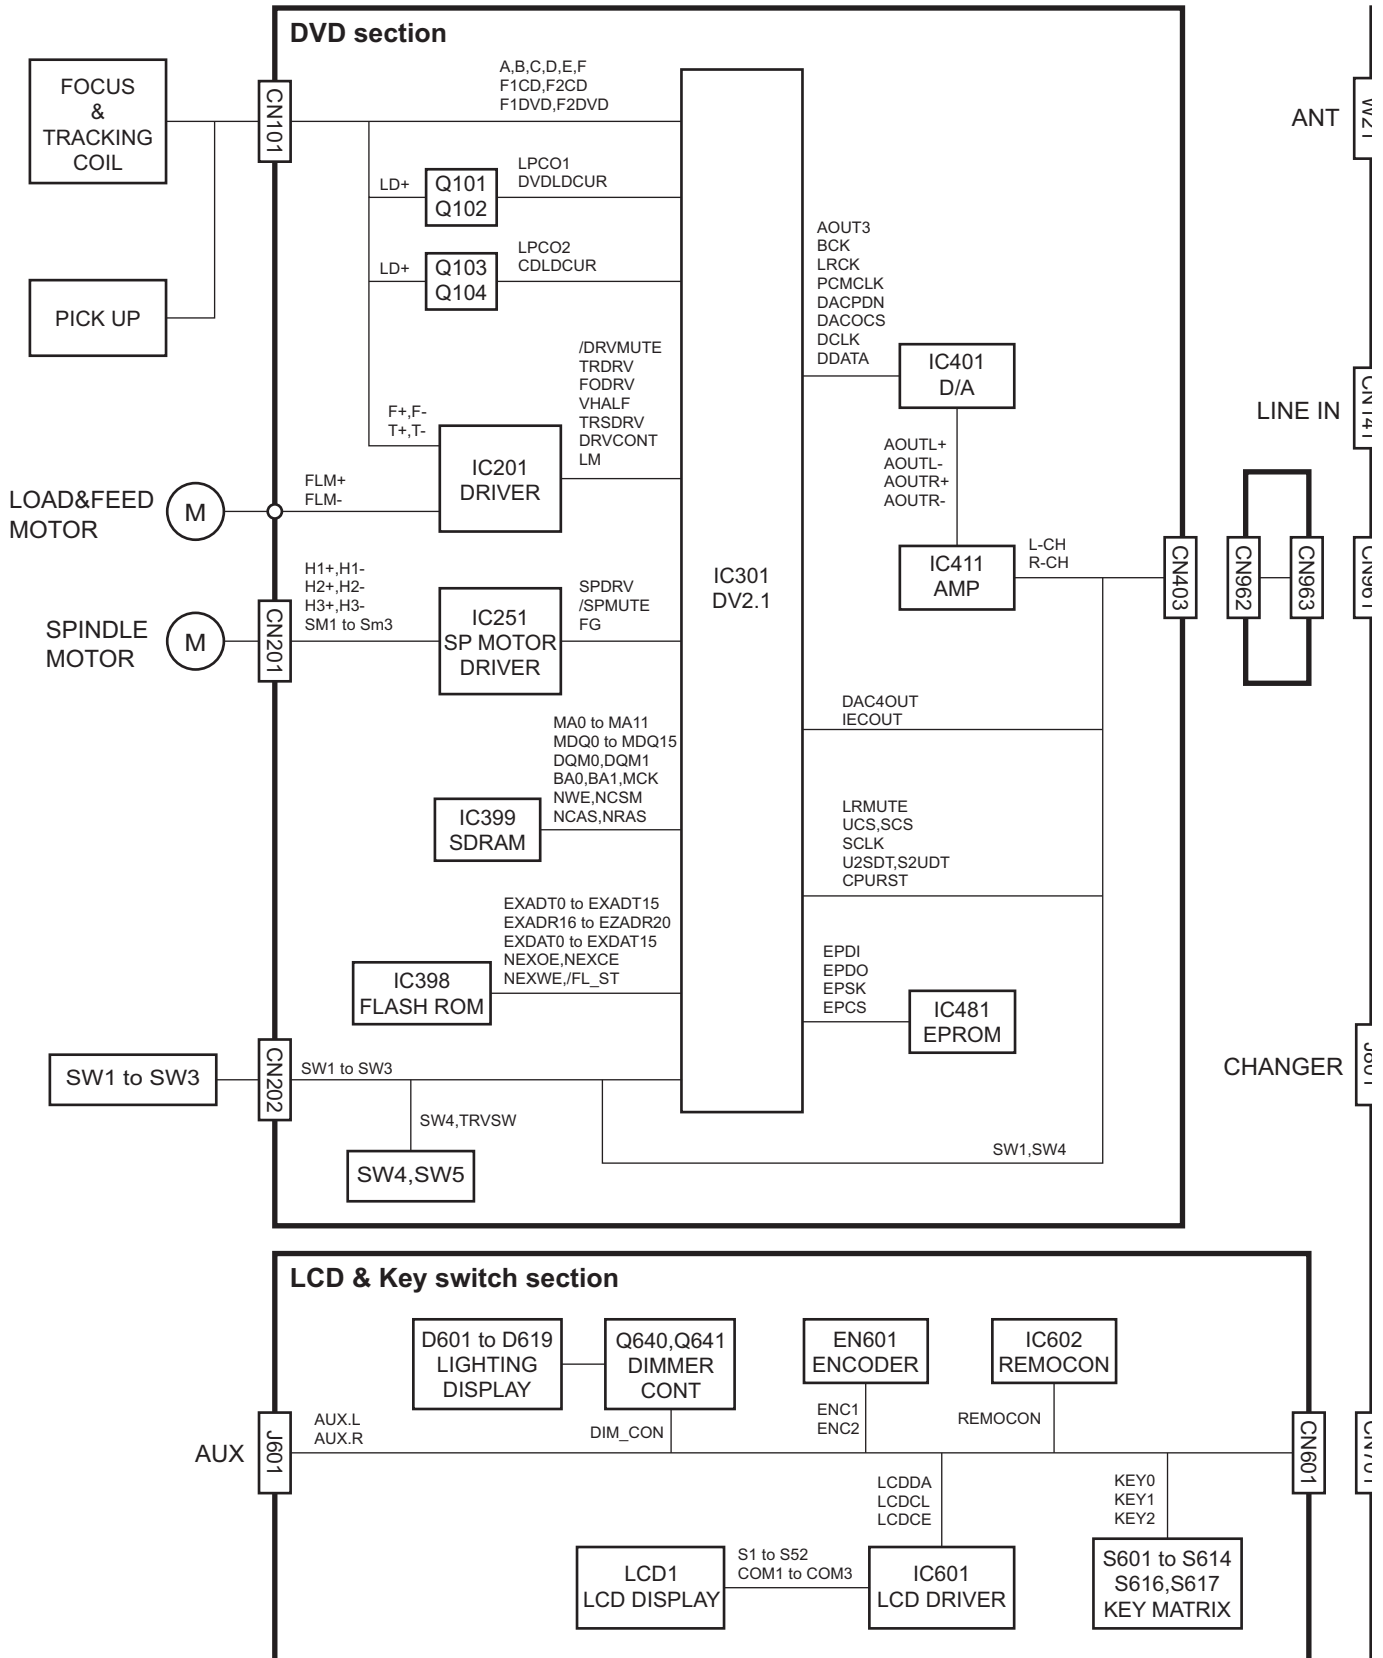 DVD section
FOCUS
&
TRACKING
COIL
CN101
A,B,C,D,E,F
F1CD,F2CD
F1DVD,F2DVD
ANT
LD+
Q101
Q102
LPCO1
DVDLDCUR
LD+
Q103
Q104
LPCO2
CDLDCUR
PICK UP
AOUT3
BCK
LRCK
PCMCLK
DACPDN
DACOCS
DCLK
DDATA
IC401
D/A
/DRVMUTE
TRDRV
FODRV
VHALF
TRSDRV
DRVCONT
LM
F+,F-
T+,T-
IC201
DRIVER
LINE IN
AOUTL+
AOUTL-
AOUTR+
AOUTR-
LOAD&FEED
MOTOR
M
FLM+
FLM-
IC411
AMP
L-CH
R-CH
CN403
CN962
CN963
IC301
DV2.1
H1+,H1-
H2+,H2-
H3+,H3-
SM1 to Sm3
SPINDLE
MOTOR
M
CN201
IC251
SP MOTOR
DRIVER
SPDRV
/SPMUTE
FG
DAC4OUT
IECOUT
MA0 to MA11
MDQ0 to MDQ15
DQM0,DQM1
BA0,BA1,MCK
NWE,NCSM
NCAS,NRAS
IC399
SDRAM
LRMUTE
UCS,SCS
SCLK
U2SDT,S2UDT
CPURST
EXADT0 to EXADT15
EXADR16 to EZADR20
EXDAT0 to EXDAT15
NEXOE,NEXCE
NEXWE,/FL_ST
IC398
FLASH ROM
EPDI
EPDO
EPSK
EPCS
IC481
EPROM
SW1 to SW3
CN202
SW1 to SW3
CHANGER
SW4,TRVSW
SW4,SW5
SW1,SW4
LCD & Key switch section
D601 to D619
LIGHTING
DISPLAY
Q640,Q641
DIMMER
CONT
EN601
ENCODER
IC602
REMOCON
AUX
J601
AUX.L
AUX.R
DIM_CON
ENC1
ENC2
REMOCON
CN601
LCDDA
LCDCL
LCDCE
KEY0
KEY1
KEY2
LCD1
LCD DISPLAY
S1 to S52
COM1 to COM3
IC601
LCD DRIVER
S601 to S614
S616,S617
KEY MATRIX